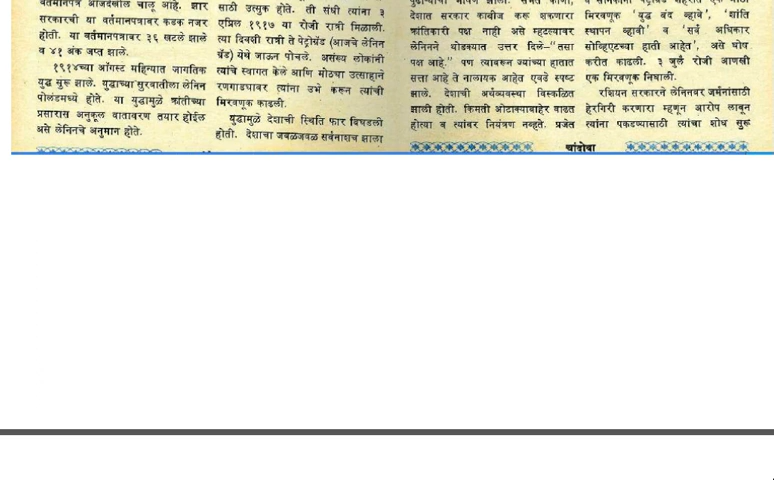 वर्तमानपत्र आजदेखील चालू आहे. झार
सरकारची या वर्तमानपत्रावर कडक नजर
होती. या वर्तमानपत्रावर ३६ खटले झाले
व ४१ अंक जप्त झाले.
१९१४च्या ऑगस्ट महिन्यात जागतिक
युद्ध सुरू झाले. युद्धाच्या सुरवातीला लेनिन
पोलंडमध्ये होते. या युद्धामुळे क्रांतीच्या
प्रसारास अनुकूल वातावरण तयार होईल
असे लेनिनचे अनुमान होते.
साठी उत्सुक होते. ती संधी त्यांना ३
एप्रिल १९१७ या रोजी रात्री मिळाली.
त्या दिवशी रात्री ते पेट्रोग्रॅड (आजचे लेनिन
ग्रॅड) येथे जाऊन पोचले. असंख्य लोकांनी
त्यांचे स्वागत केले आणि मोठ्या उत्साहाने
रणगाड्यावर त्यांना उभे करून त्यांची
मिरवणूक काढली.
युद्धामुळे देशाची स्थिति फार बिघडली
होती. देशाचा जवळजवळ सर्वनाशच झाला
देशात सरकार काबीज करू शकणारा
क्रांतिकारी पक्ष नाही असे म्हटल्यावर
लेनिनने थोडक्यात उत्तर दिले–“तसा
पक्ष आहे.” पण त्यावरून ज्यांच्या हातात
सत्ता आहे ते नालायक आहेत एवढे स्पष्ट
झाले. देशाची अर्थव्यवस्था विस्कळित
झाली होती. किमती ओटाक्याबाहेर वाढत
होत्या व त्यांवर नियंत्रण नव्हते. प्रजेत
मिरवणूक 'युद्ध बंद व्हावे', 'शांति
स्थापन व्हावी' व 'सर्व अधिकार
सोव्हिएटच्या हाती आहेत', असे घोष
करीत काढली. ३ जुलै रोजी आणखी
एक मिरवणूक निघाली.
रशियन सरकारने लेनिनवर जर्मनांसाठी
हेरगिरी करणारा म्हणून आरोप लावून
त्यांना पकडण्यासाठी त्यांचा शोध सुरू
चांदोबा